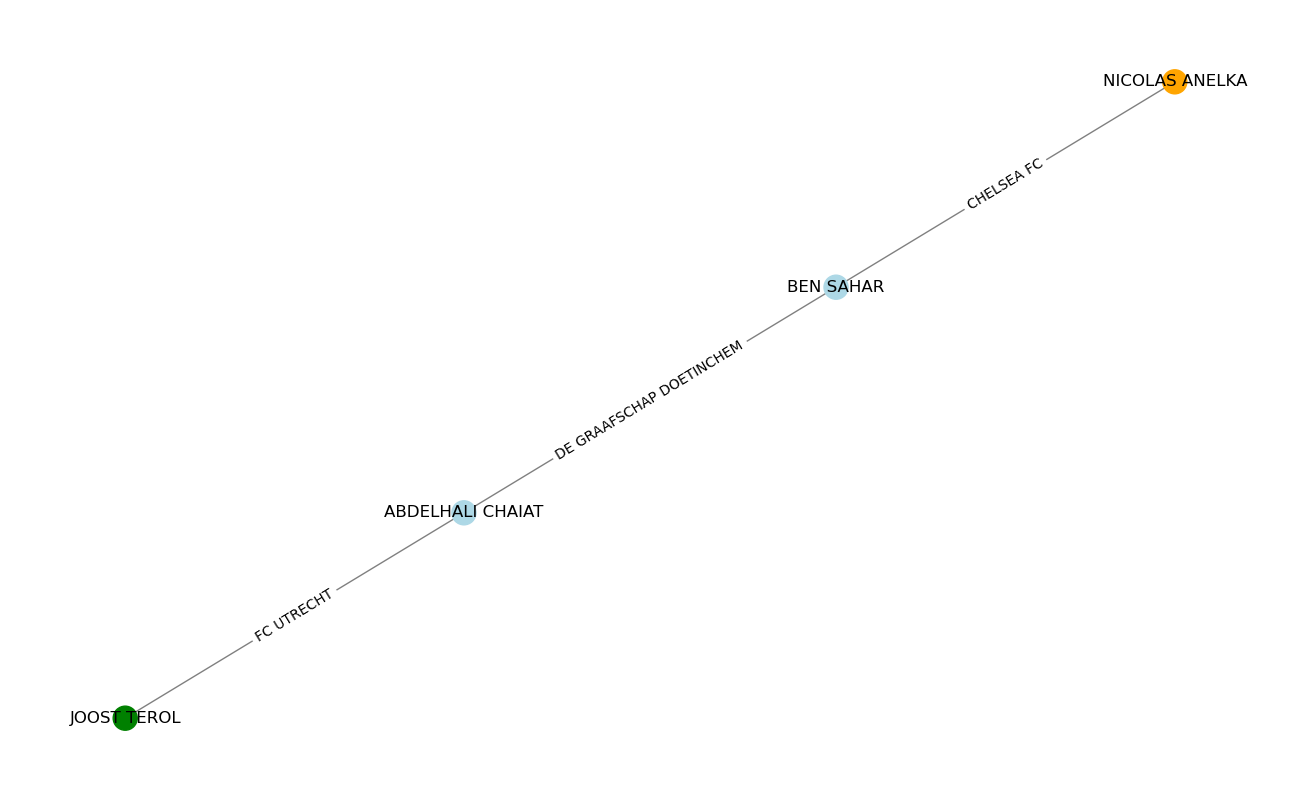 NICOLAS ANELKA
CHELSEA FC
BEN SAHAR
DE GRAAFSCHAP DOETINCHEM
ABDELHALI CHAIAT
FC UTRECHT
JOOST TEROL